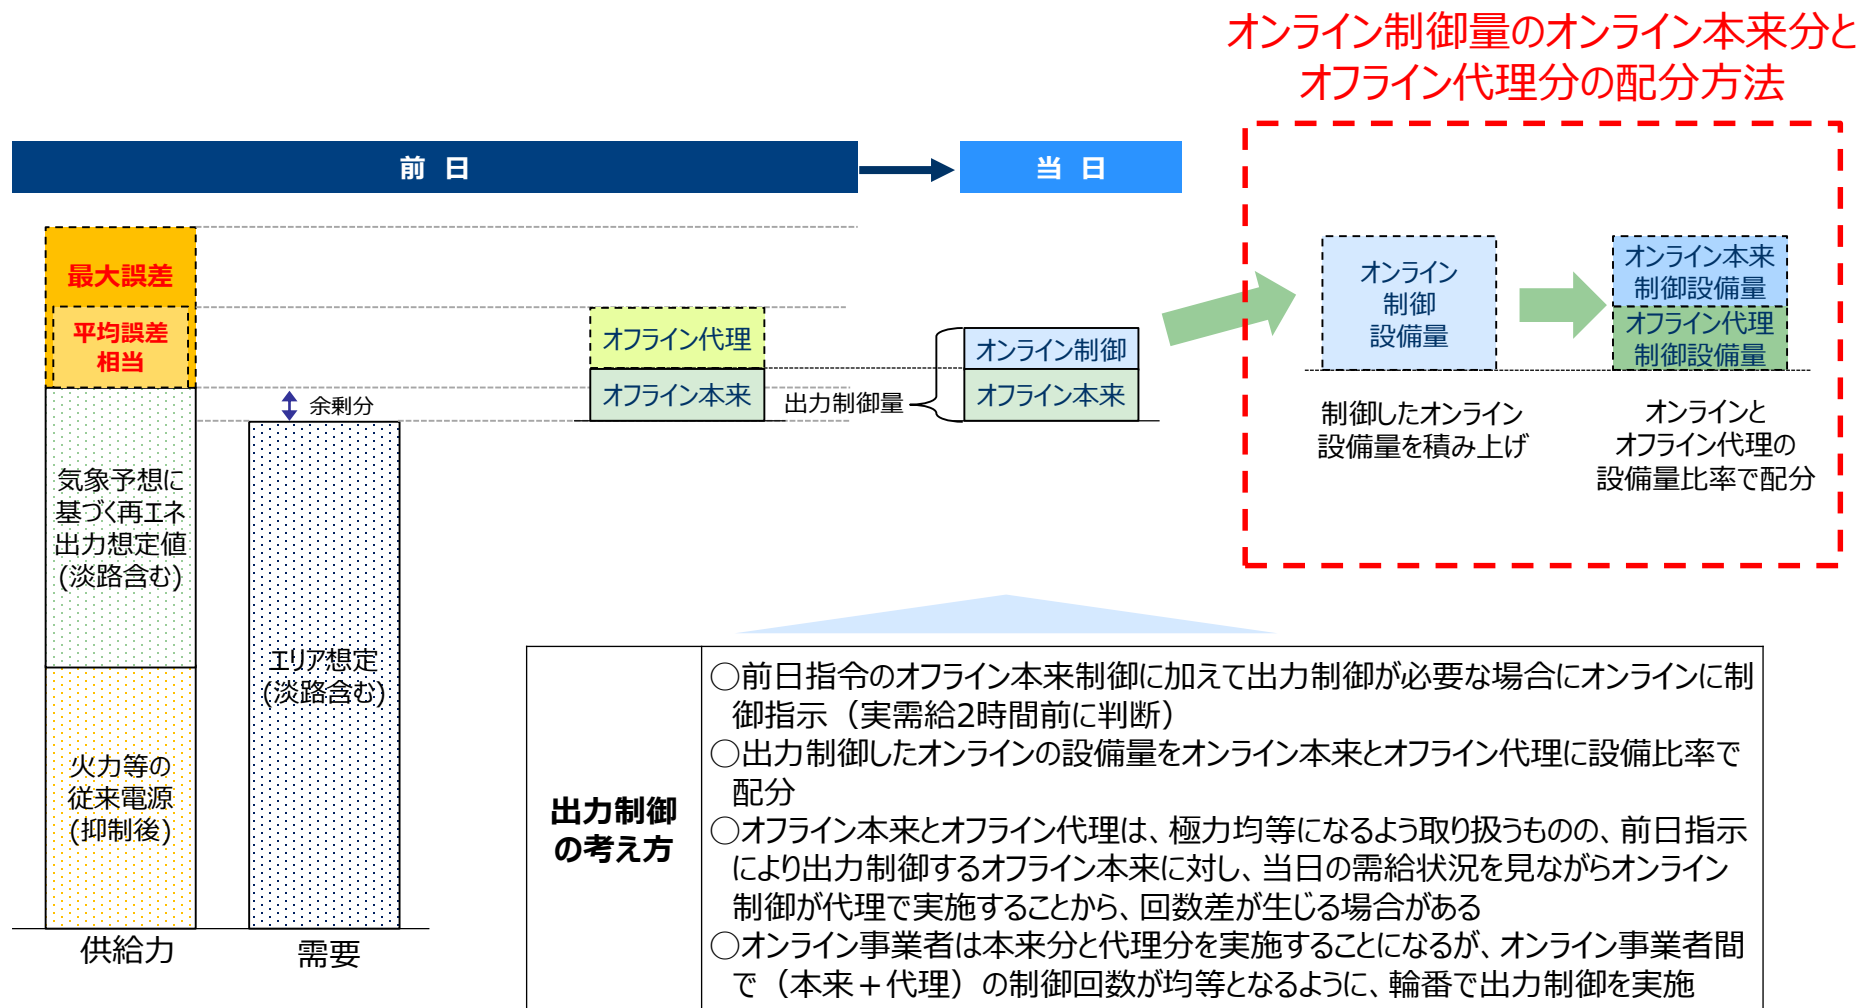 オンライン制御量のオンライン本来分と
オフライン代理分の配分方法
前 日
当 日
最大誤差
平均誤差
相当
気象予想に
基づく再エネ
出力想定値
(淡路含む)
火力等の
従来電源
(抑制後)
供給力
余剰分
エリア想定
(淡路含む)
需要
オフライン代理
オフライン本来
出力制御量
オンライン制御
オフライン本来
オンライン
制御
設備量
制御したオンライン
設備量を積み上げ
オンライン本来
制御設備量
オフライン代理
制御設備量
オンラインと
オフライン代理の
設備量比率で配分
出力制御
の考え方
○前日指令のオフライン本来制御に加えて出力制御が必要な場合にオンラインに制
御指示（実需給2時間前に判断）
○出力制御したオンラインの設備量をオンライン本来とオフライン代理に設備比率で
配分
○オフライン本来とオフライン代理は、極力均等になるよう取り扱うものの、前日指示
により出力制御するオフライン本来に対し、当日の需給状況を見ながらオンライン
制御が代理で実施することから、回数差が生じる場合がある
○オンライン事業者は本来分と代理分を実施することになるが、オンライン事業者間
で（本来＋代理）の制御回数が均等となるように、輪番で出力制御を実施